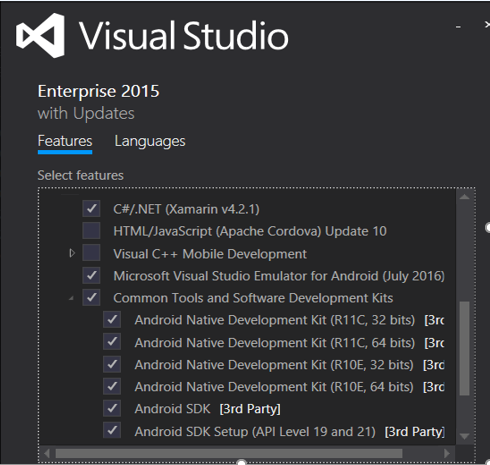 Visual Studio
Enterprise 2015
with Updates
Features Languages
Select features
C#/.NET (Xamarin v4.2.1)
HTML/JavaScript (Apache Cordova) Update 10
Visual C++ Mobile Development
Microsoft Visual Studio Emulator for Android (July 2016)
Common Tools and Software Development Kits
Android Native Development Kit (R11C, 32 bits) [3rc
Android Native Development Kit (R11C, 64 bits) [3rc
Android Native Development Kit (R10E, 32 bits) [3rc
Android Native Development Kit (R10E, 64 bits) [3rc
Android SDK [3rd Party]
Android SDK Setup (API Level 19 and 21) [3rd Party]